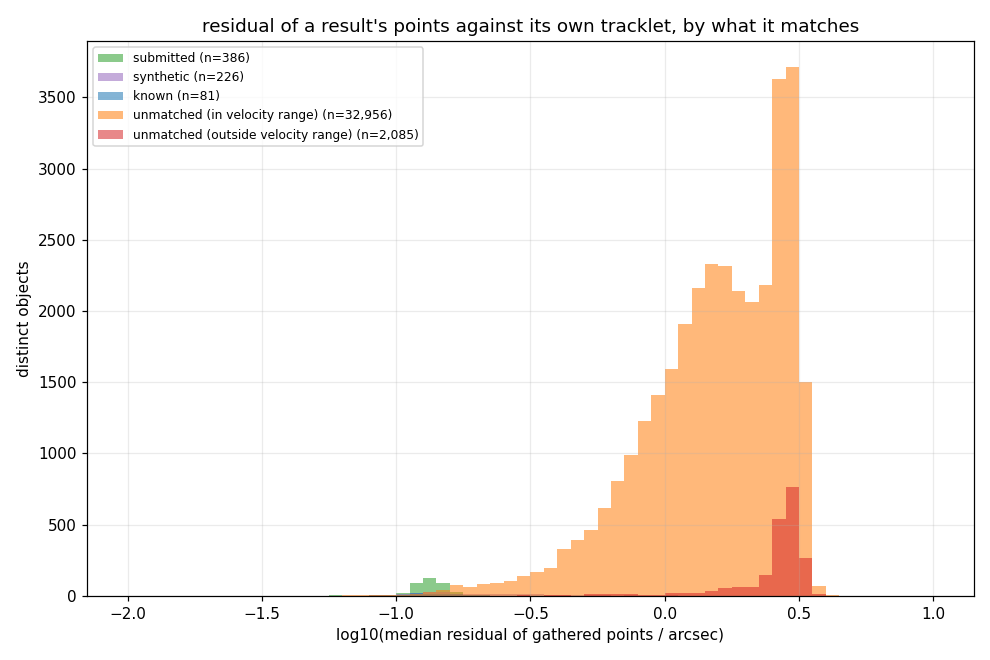 residual of a result's points against its own tracklet, by what it matches
submitted (n=386)
synthetic (n=226)
known (n=81)
unmatched (in velocity range) (n=32,956)
unmatched (outside velocity range) (n=2,085)
distinct objects
3500
3000
2500
2000
1500
1000
500
0
−2.0 −1.5 −1.0 −0.5 0.0 0.5 1.0
log10(median residual of gathered points / arcsec)